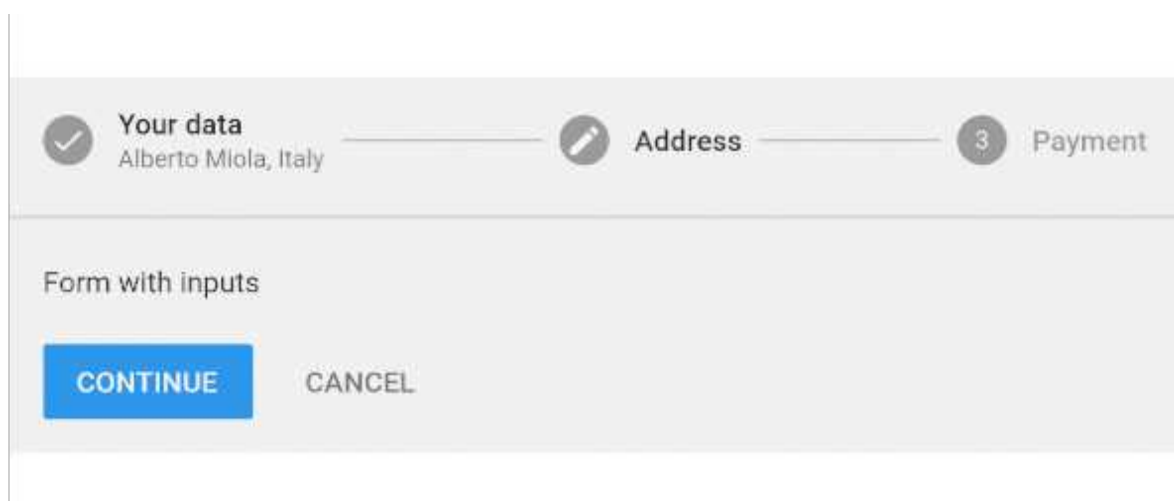 Your data
Alberto Miola, Italy
Address
3
Payment
Form with inputs
CONTINUE
CANCEL